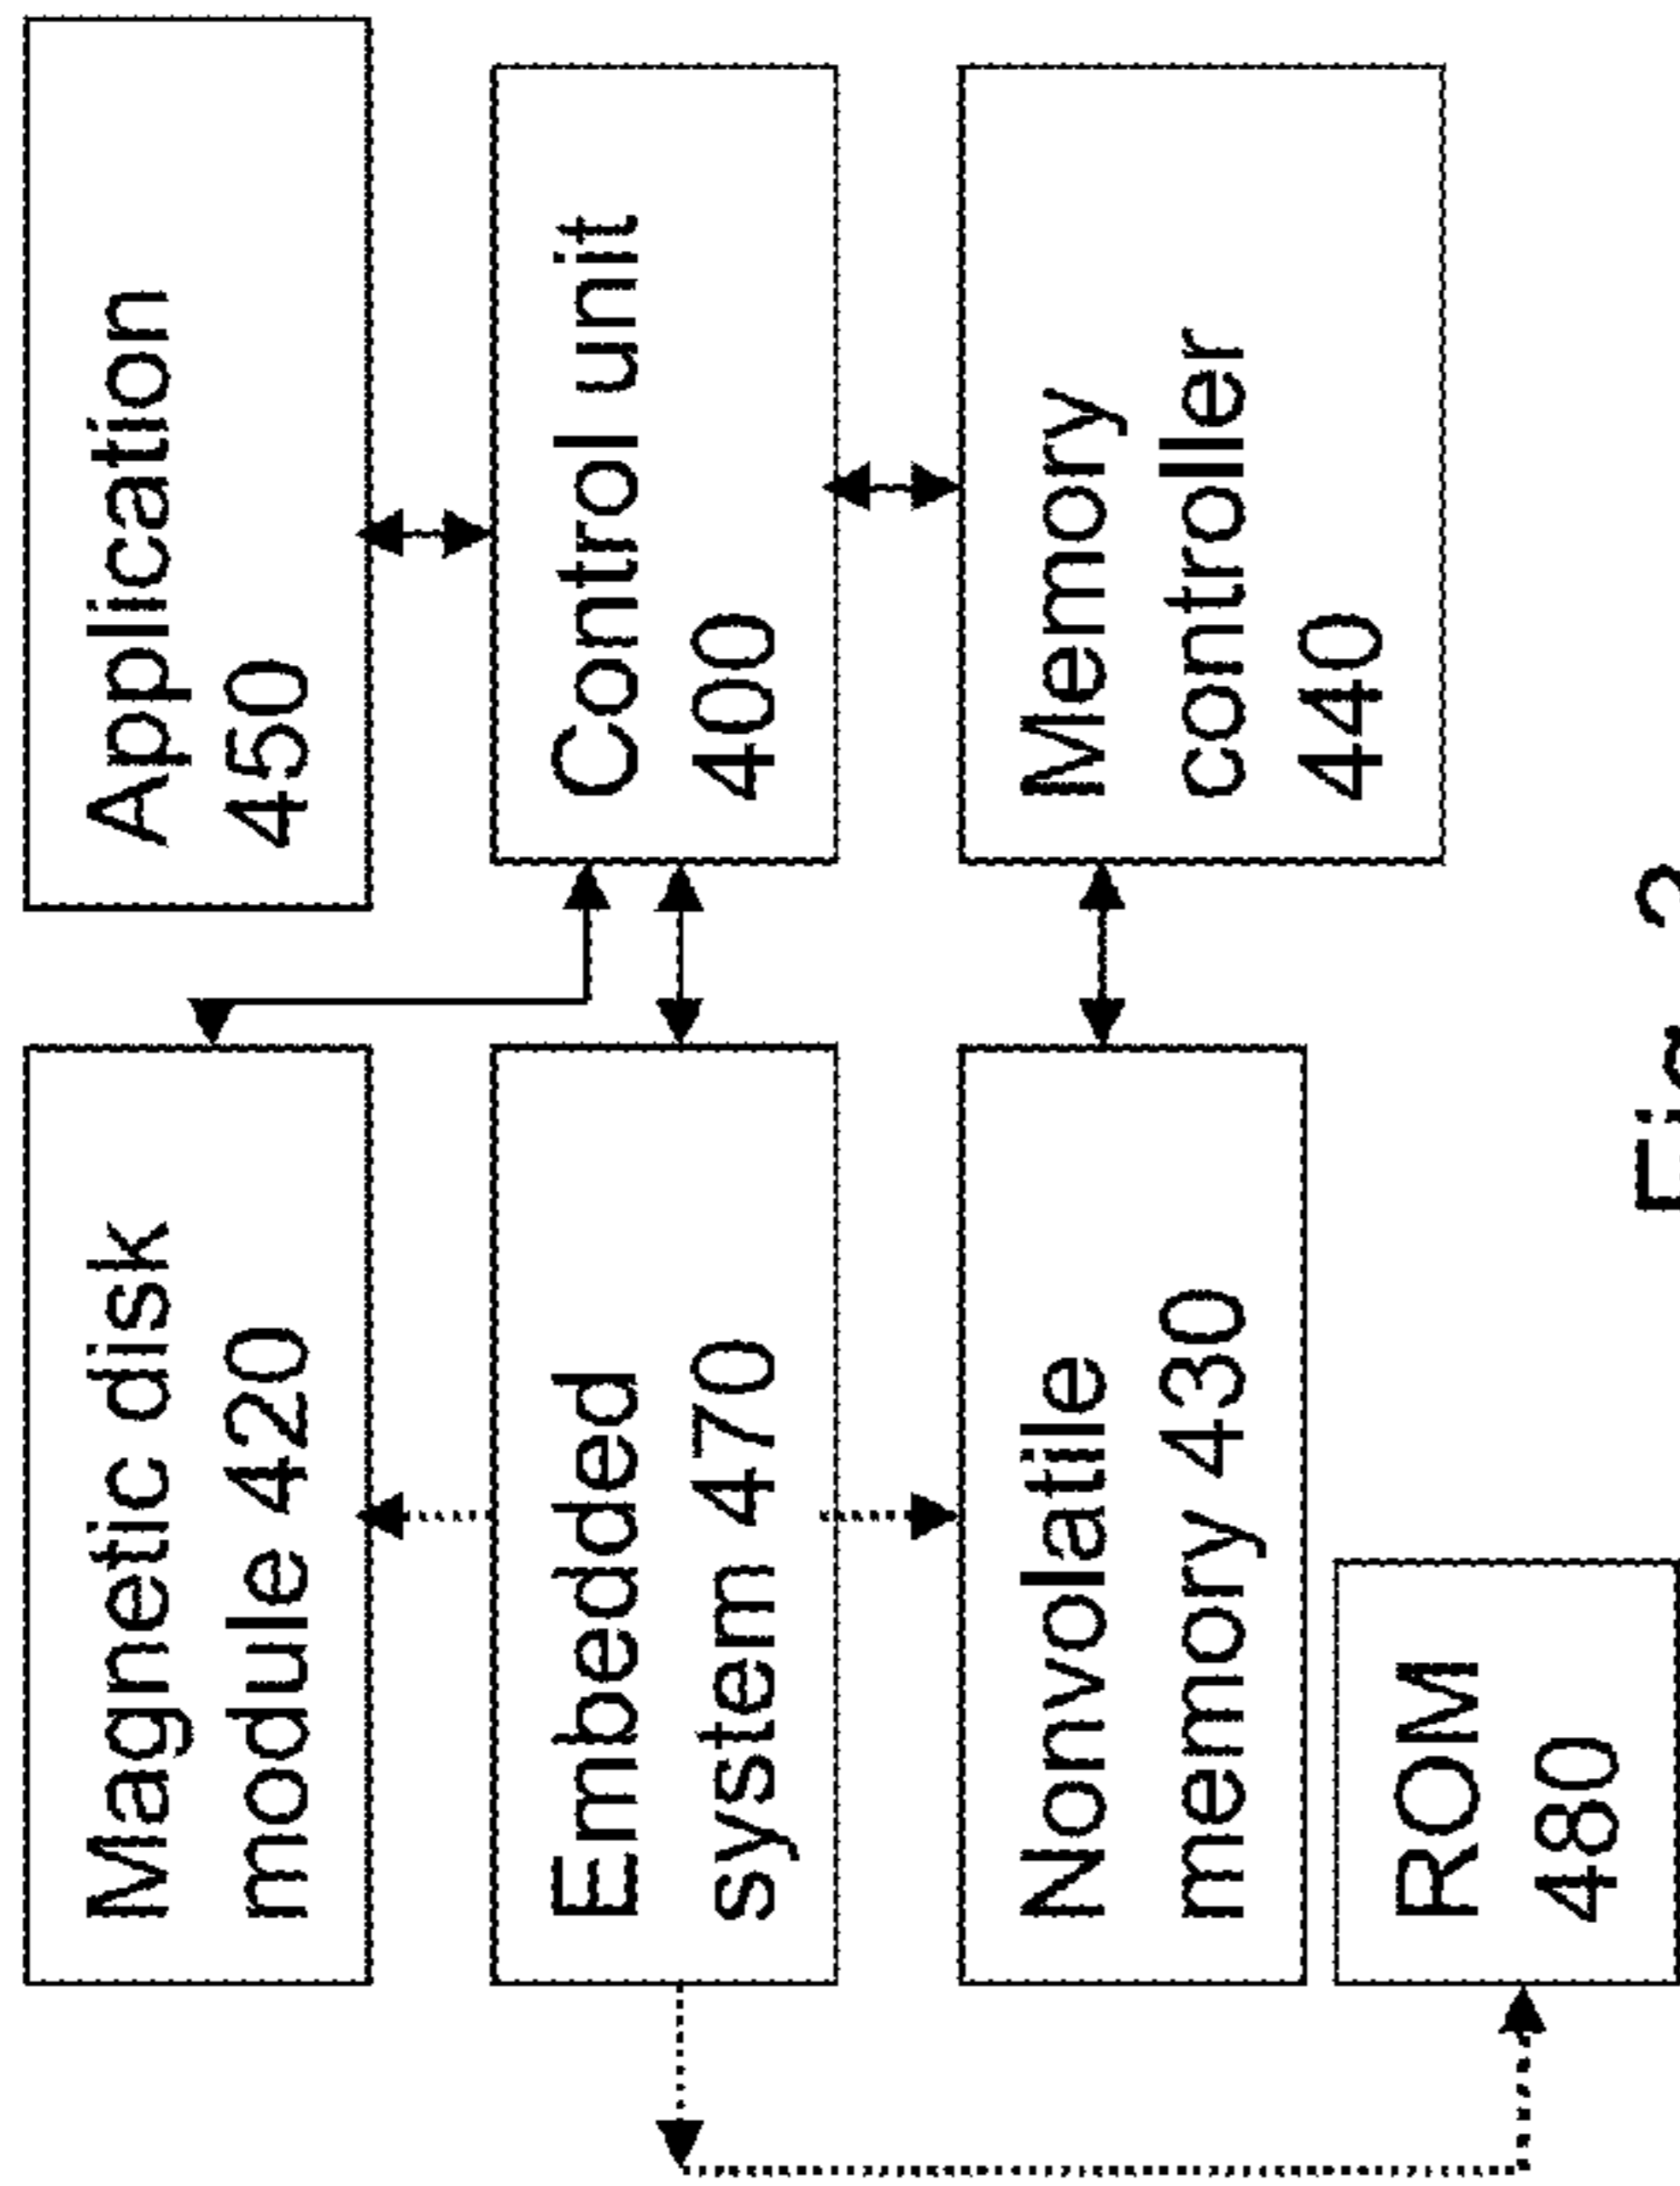 Magnetic disk
module 420
Application
450
Embedded
system 470
Control unit
400
Nonvolatile
memory 430
Memory
controller
440
ROM
480